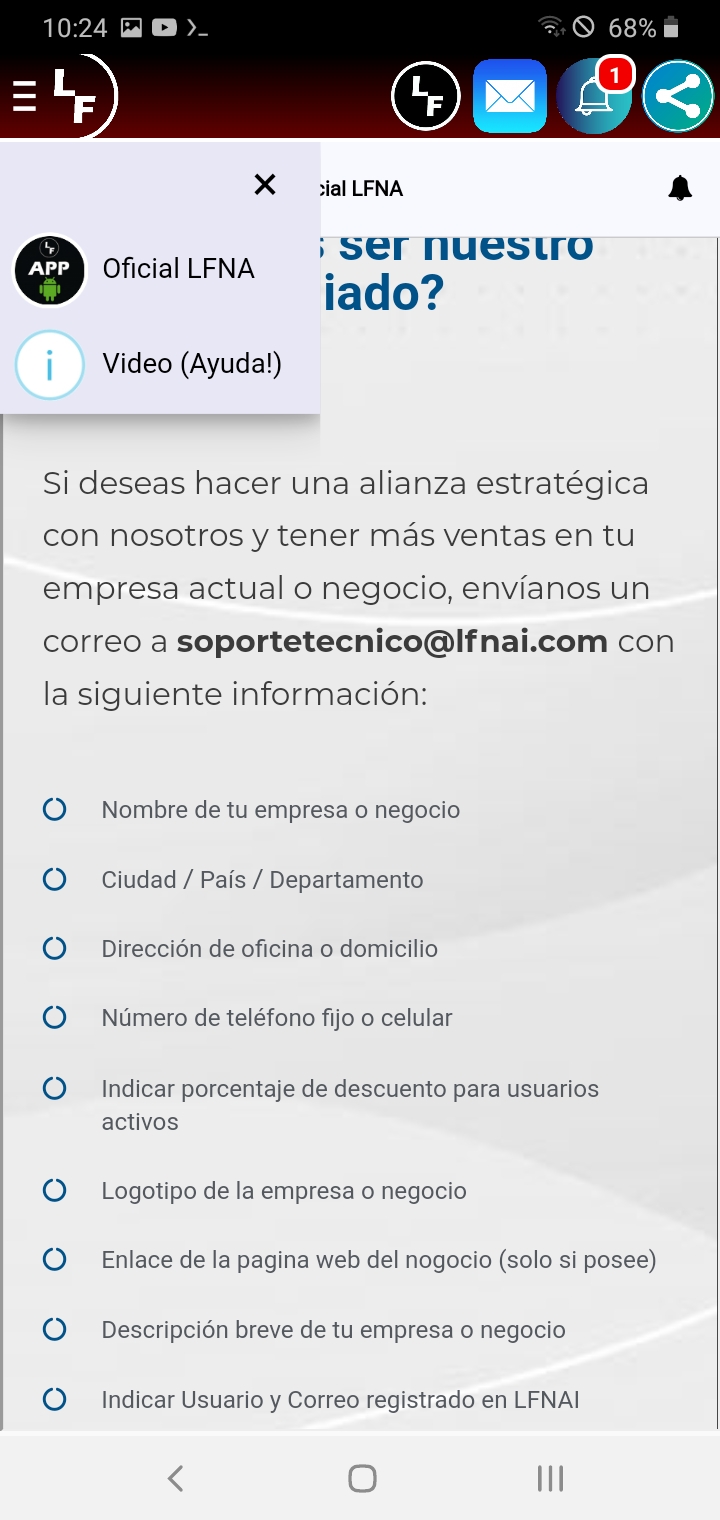 10:24
68%
LF
LF
1
cial LFNA
APP
Oficial LFNA
i
Video (Ayuda!)
ser nuestro
iado?
Si deseas hacer una alianza estratégica
con nosotros y tener más ventas en tu
empresa actual o negocio, envíanos un
correo a soportetecnico@lfnai.com con
la siguiente información:
Nombre de tu empresa o negocio
Ciudad / País / Departamento
Dirección de oficina o domicilio
Número de teléfono fijo o celular
Indicar porcentaje de descuento para usuarios
activos
Logotipo de la empresa o negocio
Enlace de la pagina web del nogocio (solo si posee)
Descripción breve de tu empresa o negocio
Indicar Usuario y Correo registrado en LFNAI